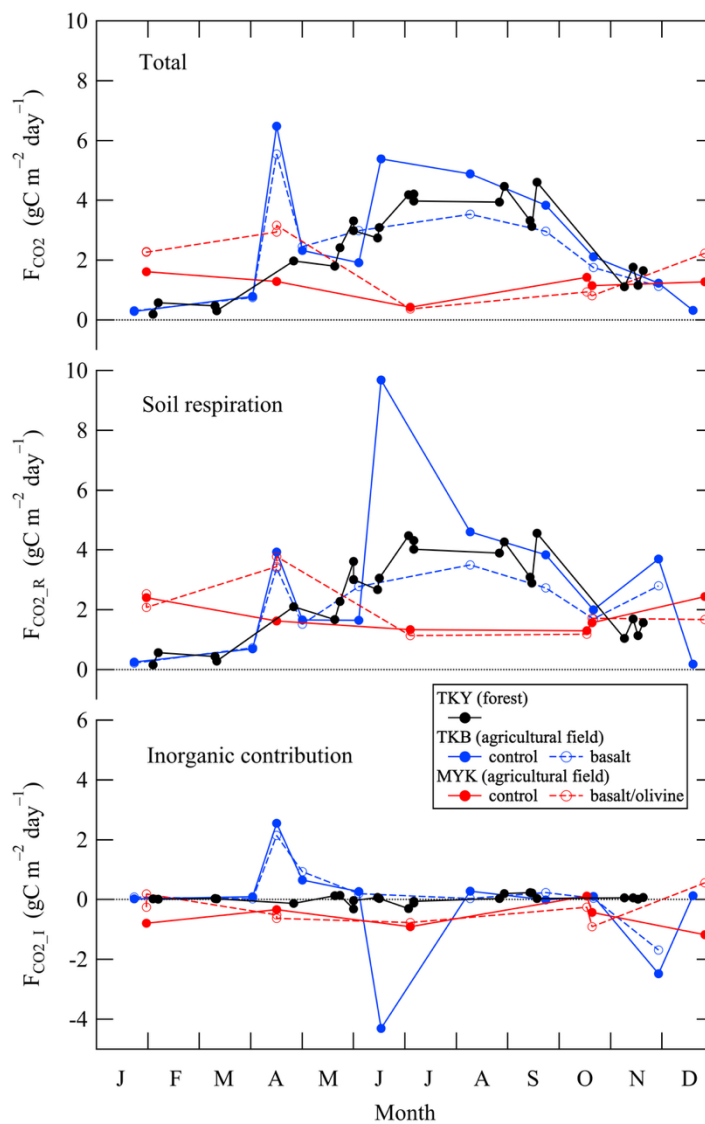 10
8
6
4
2
0
F_CO2 (gC m⁻² day⁻¹)
Total
10
8
6
4
2
0
F_CO2_R (gC m⁻² day⁻¹)
Soil respiration
6
4
2
0
-2
-4
F_CO2_I (gC m⁻² day⁻¹)
Inorganic contribution
TKY (forest)
TKB (agricultural field)
control basalt
MYK (agricultural field)
control basalt/olivine
J F M A M J J A S O N D
Month